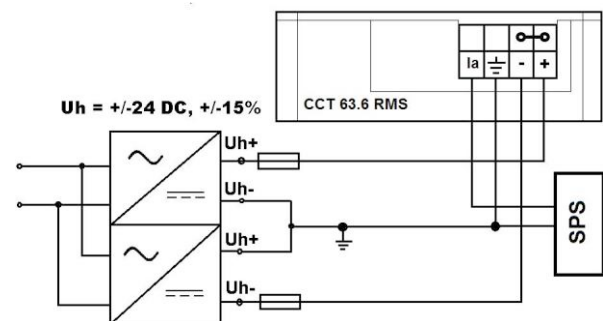 Ia - +
CCT 63.6 RMS
Uh = +/-24 DC, +/-15%
Uh+
Uh-
Uh+
Uh-
SPS